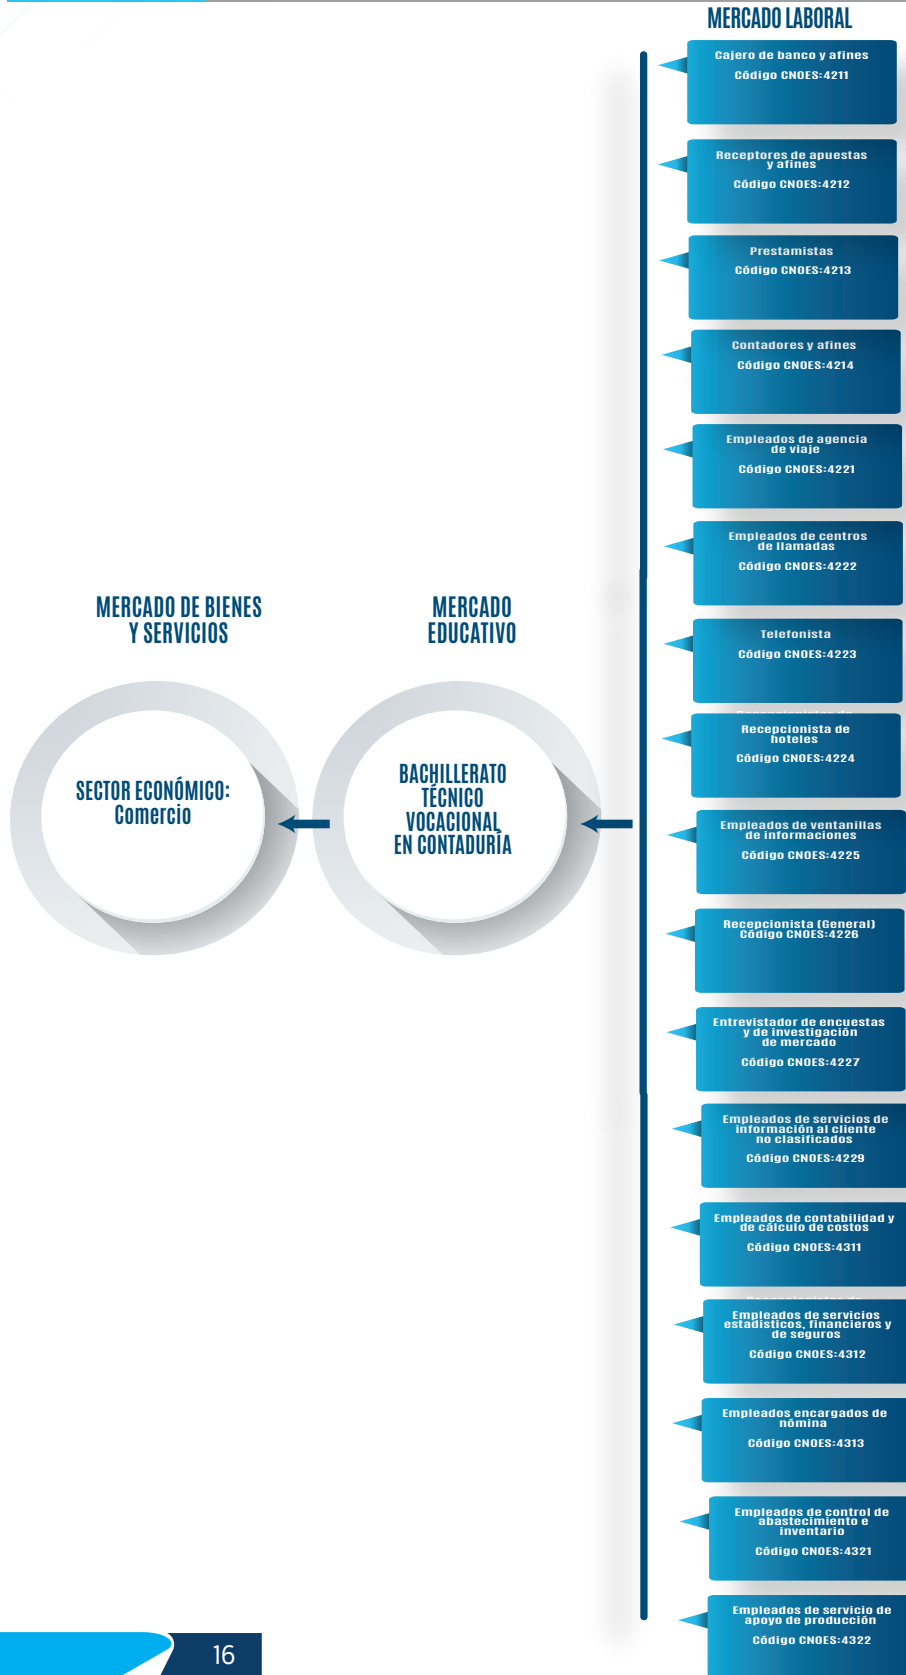 MERCADO LABORAL
Cajero de banco y afines
Código CNOES:4211
Receptores de apuestas
y afines
Código CNOES:4212
Prestamistas
Código CNOES:4213
Contadores y afines
Código CNOES:4214
Empleados de agencia
de viaje
Código CNOES:4221
Empleados de centros
de llamadas
Código CNOES:4222
Telefonista
Código CNOES:4223
Recepcionista de
hoteles
Código CNOES:4224
Empleados de ventanillas
de informaciones
Código CNOES:4225
Recepcionista (General)
Código CNOES:4226
Entrevistador de encuestas
y de investigación
de mercado
Código CNOES:4227
Empleados de servicios de
información al cliente
no clasificados
Código CNOES:4229
Empleados de contabilidad y
de cálculo de costos
Código CNOES:4311
Empleados de servicios
estadísticos, financieros y
de seguros
Código CNOES:4312
Empleados encargados de
nómina
Código CNOES:4313
Empleados de control de
abastecimiento e
inventario
Código CNOES:4321
Empleados de servicio de
apoyo de producción
Código CNOES:4322
MERCADO DE BIENES
Y SERVICIOS
SECTOR ECONÓMICO:
Comercio
MERCADO
EDUCATIVO
BACHILLERATO
TÉCNICO
VOCACIONAL
EN CONTADURÍA
16